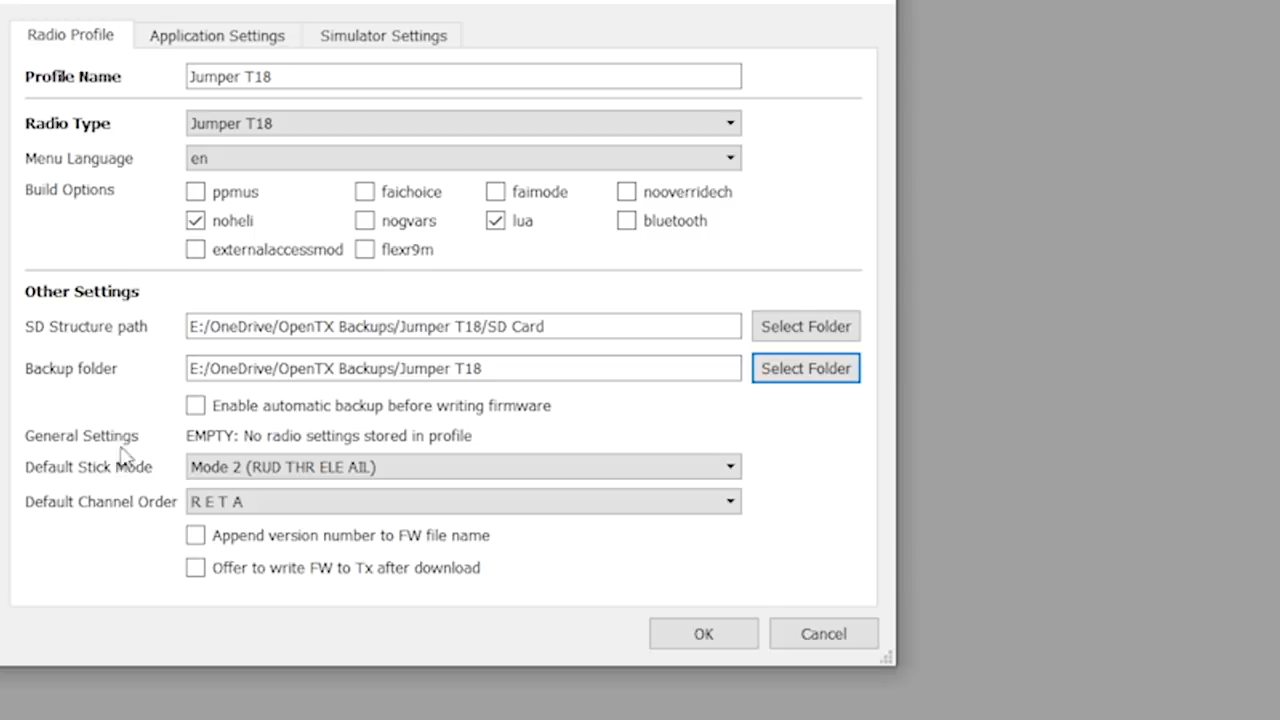 Radio Profile Application Settings Simulator Settings
Profile Name Jumper T18
Radio Type Jumper T18
Menu Language en
Build Options ppmus faichoice faimode nooverridech
noheli nogvars lua bluetooth
externalaccessmod flexr9m
Other Settings
SD Structure path E:/OneDrive/OpenTX Backups/Jumper T18/SD Card Select Folder
Backup folder E:/OneDrive/OpenTX Backups/Jumper T18 Select Folder
Enable automatic backup before writing firmware
General Settings EMPTY: No radio settings stored in profile
Default Stick Mode Mode 2 (RUD THR ELE AIL)
Default Channel Order R E T A
Append version number to FW file name
Offer to write FW to Tx after download
OK Cancel